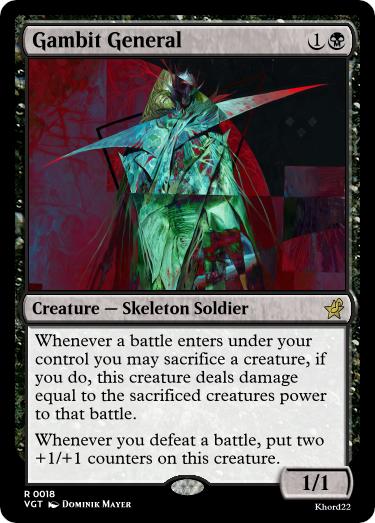 Gambit General 1
Creature — Skeleton Soldier
Whenever a battle enters under your
control you may sacrifice a creature, if
you do, this creature deals damage
equal to the sacrificed creatures power
to that battle.
Whenever you defeat a battle, put two
+1/+1 counters on this creature.
1/1
R 0018
VGT DOMINIK MAYER
Khord22